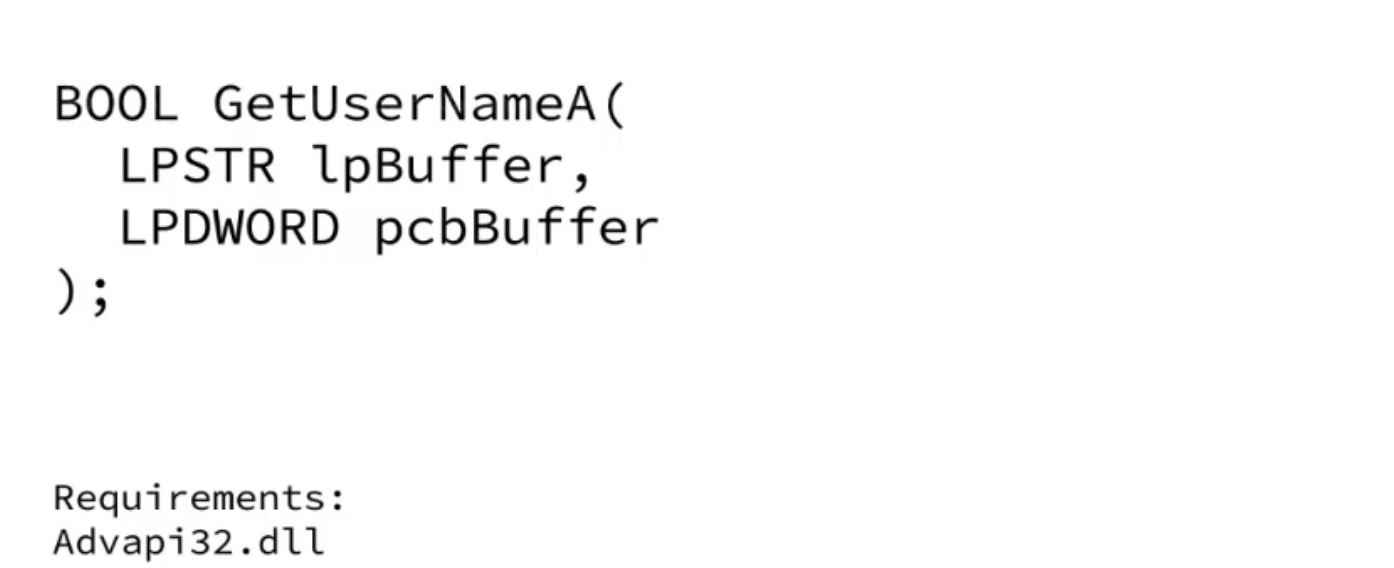 BOOL GetUserNameA(
  LPSTR lpBuffer,
  LPDWORD pcbBuffer
);
Requirements:
Advapi32.dll